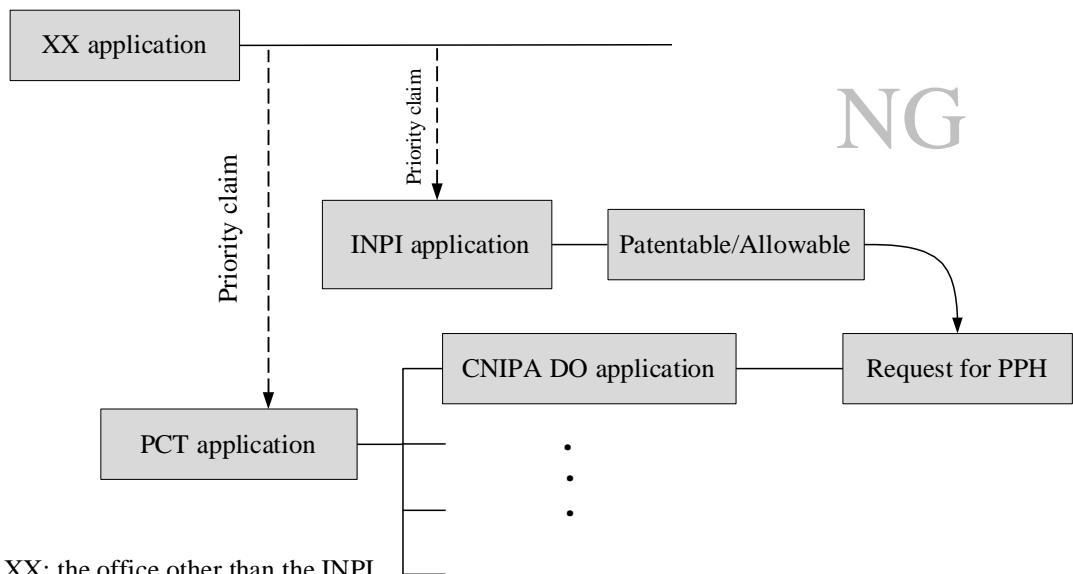 XX application
NG
Priority claim
Priority claim
INPI application
Patentable/Allowable
CNIPA DO application
Request for PPH
PCT application
XX: the office other than the INPI